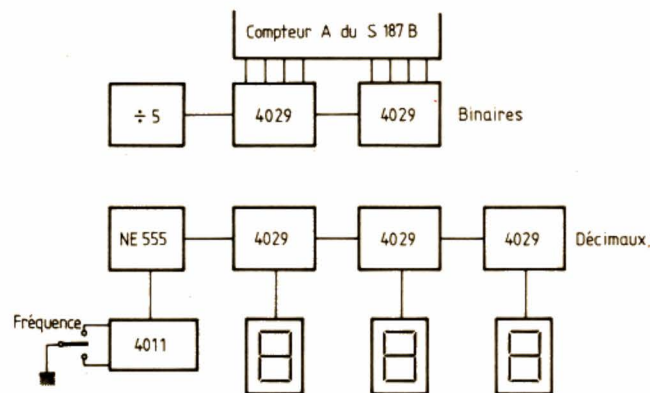 Compteur A du S 187 B
÷ 5
4029
4029
Binaires
NE 555
4029
4029
4029
Décimaux.
Fréquence
4011